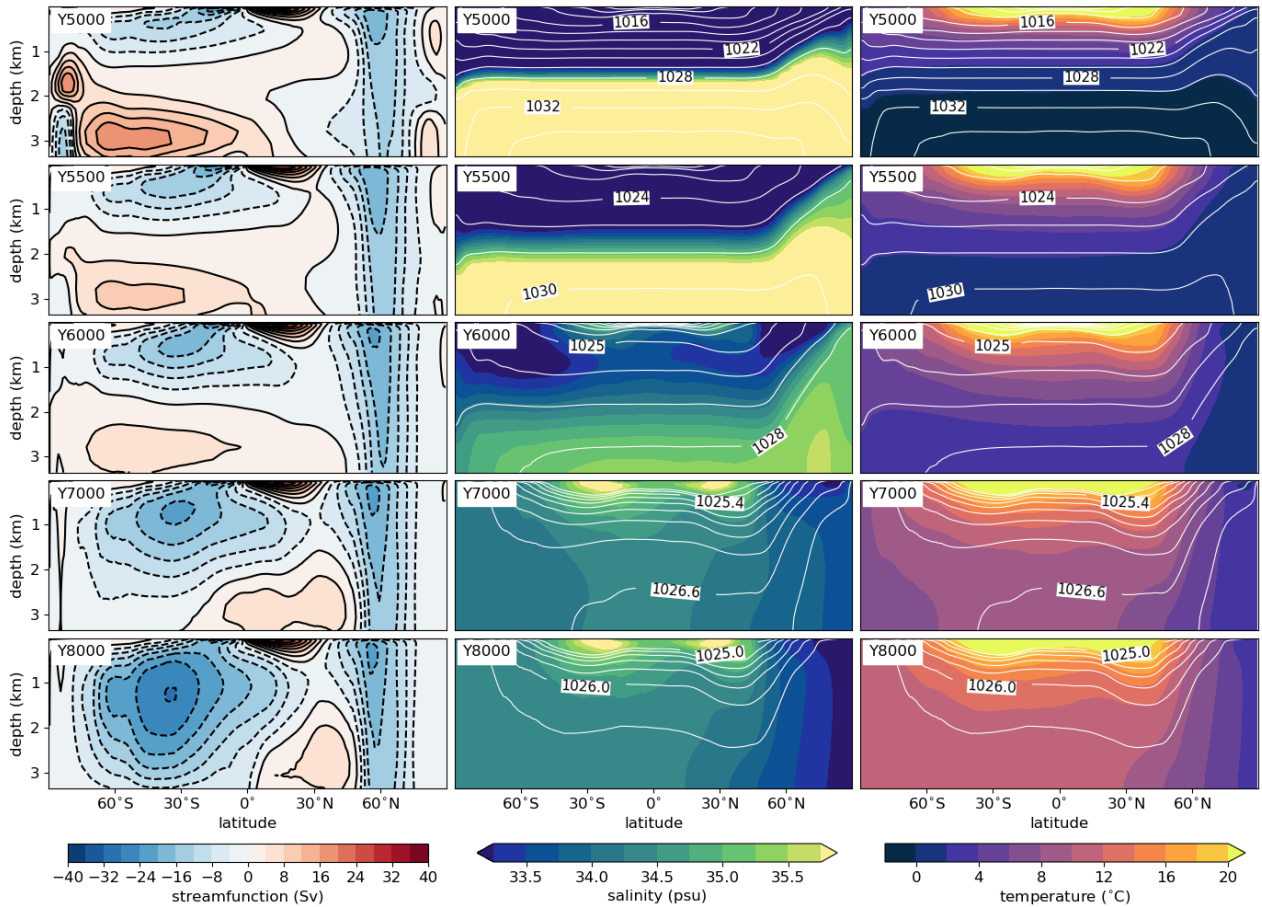 Y5000
Y5000
Y5000
1016
1022
1028
1032
1016
1022
1028
1032
depth (km)
1
2
3
Y5500
Y5500
Y5500
1024
1030
1024
1030
depth (km)
1
2
3
Y6000
Y6000
Y6000
1025
1028
1025
1028
depth (km)
1
2
3
Y7000
Y7000
Y7000
1025.4
1026.6
1025.4
1026.6
depth (km)
1
2
3
Y8000
Y8000
Y8000
1025.0
1026.0
1025.0
1026.0
depth (km)
1
2
3
60°S 30°S 0° 30°N 60°N
60°S 30°S 0° 30°N 60°N
60°S 30°S 0° 30°N 60°N
latitude
latitude
latitude
−40 −32 −24 −16 −8 0 8 16 24 32 40
streamfunction (Sv)
33.5 34.0 34.5 35.0 35.5
salinity (psu)
0 4 8 12 16 20
temperature (°C)